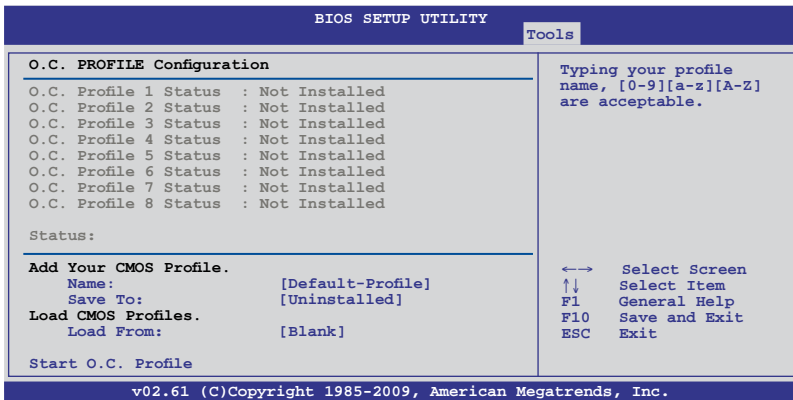 BIOS SETUP UTILITY
Tools
O.C. PROFILE Configuration
O.C. Profile 1 Status : Not Installed
O.C. Profile 2 Status : Not Installed
O.C. Profile 3 Status : Not Installed
O.C. Profile 4 Status : Not Installed
O.C. Profile 5 Status : Not Installed
O.C. Profile 6 Status : Not Installed
O.C. Profile 7 Status : Not Installed
O.C. Profile 8 Status : Not Installed
Status:
Add Your CMOS Profile.
Name: [Default-Profile]
Save To: [Uninstalled]
Load CMOS Profiles.
Load From: [Blank]
Start O.C. Profile
Typing your profile
name, [0-9][a-z][A-Z]
are acceptable.
←→ Select Screen
↑↓ Select Item
F1 General Help
F10 Save and Exit
ESC Exit
v02.61 (C)Copyright 1985-2009, American Megatrends, Inc.